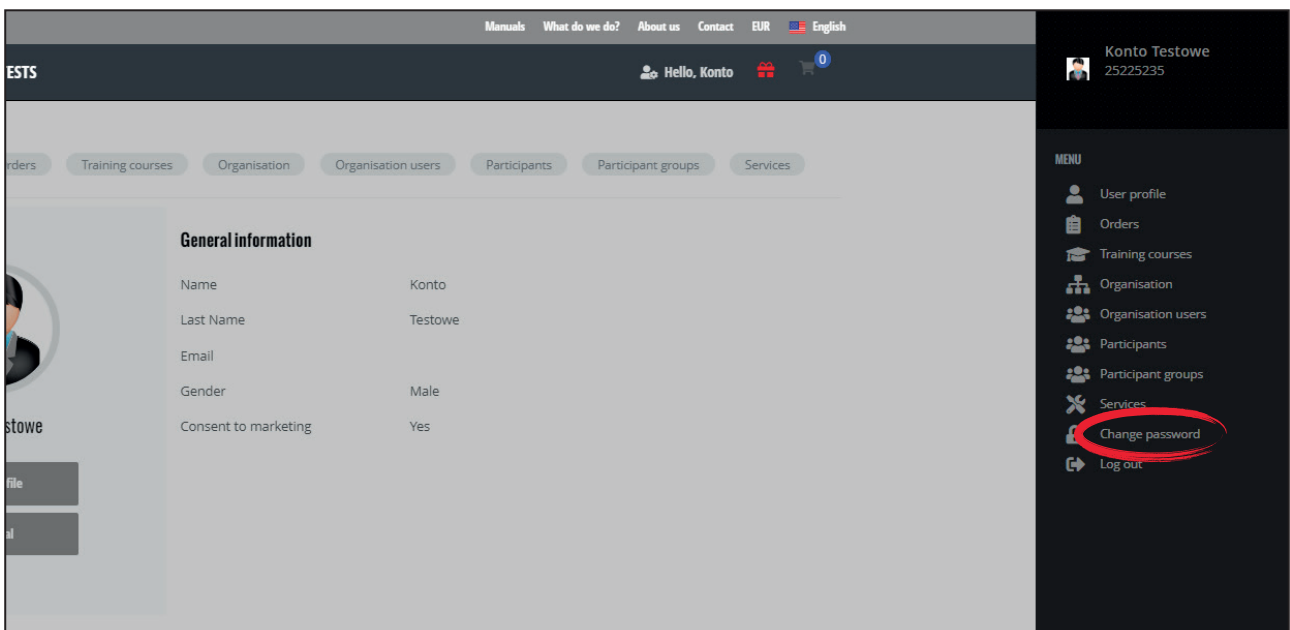 Manuals What do we do? About us Contact EUR English
ESTS
Hello, Konto
0
rders Training courses Organisation Organisation users Participants Participant groups Services
General information
Name Konto
Last Name Testowe
Email
Gender Male
Consent to marketing Yes
stowe
file
al
Konto Testowe
25225235
MENU
User profile
Orders
Training courses
Organisation
Organisation users
Participants
Participant groups
Services
Change password
Log out